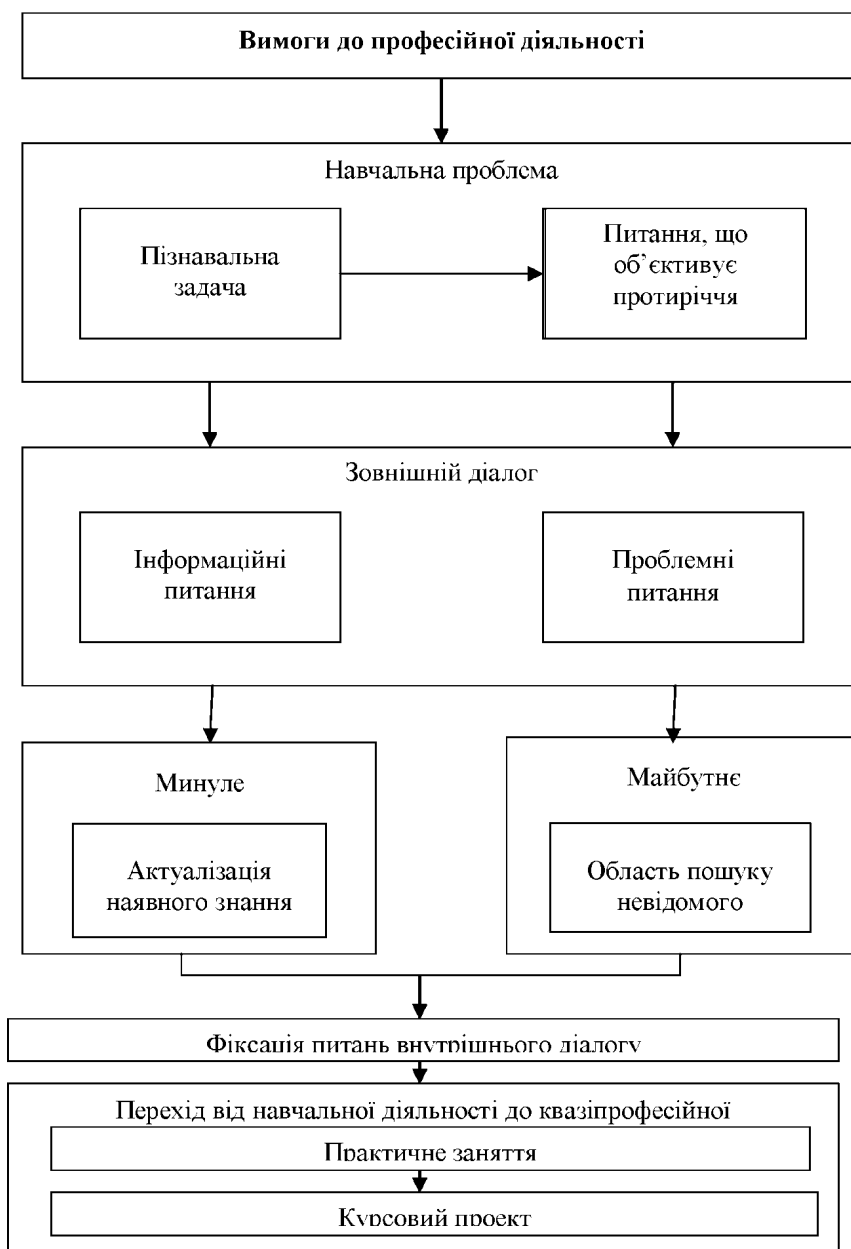 Вимоги до професійної діяльності
Навчальна проблема
Пізнавальна
задача
Питання, що
об’єктивує
протиріччя
Зовнішній діалог
Інформаційні
питання
Проблемні
питання
Минуле
Майбутнє
Актуалізація
наявного знання
Область пошуку
невідомого
Фіксація питань внутрішнього діалогу
Перехід від навчальної діяльності до квазіпрофесійної
Практичне заняття
Курсовий проект